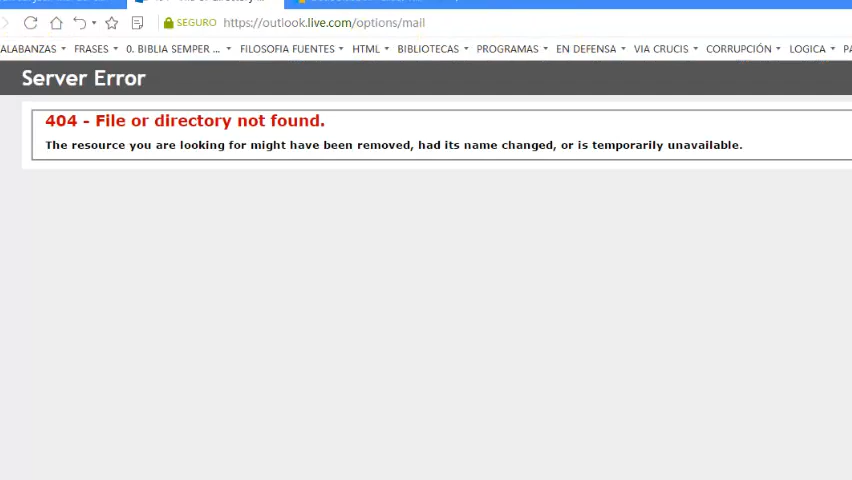 SEGURO https://outlook.live.com/options/mail
ALABANZAS FRASES 0. BIBLIA SEMPER ... FILOSOFIA FUENTES HTML BIBLIOTECAS PROGRAMAS EN DEFENSA VIA CRUCIS CORRUPCIÓN LOGICA
Server Error
404 - File or directory not found.
The resource you are looking for might have been removed, had its name changed, or is temporarily unavailable.